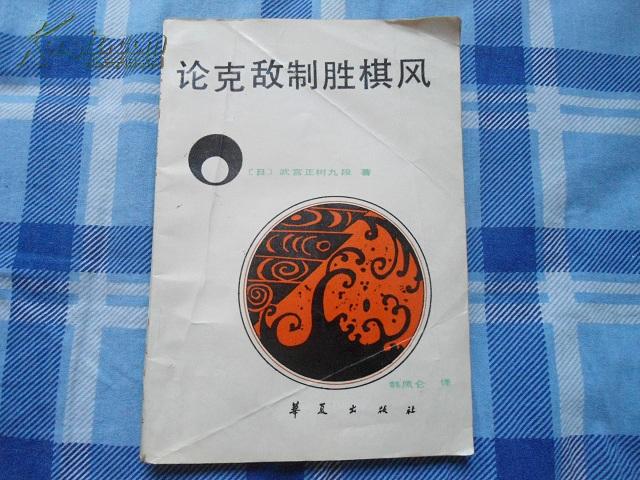 论克敌制胜棋风
〔日〕武宫正树九段 著
韩凤仑 译
华夏出版社